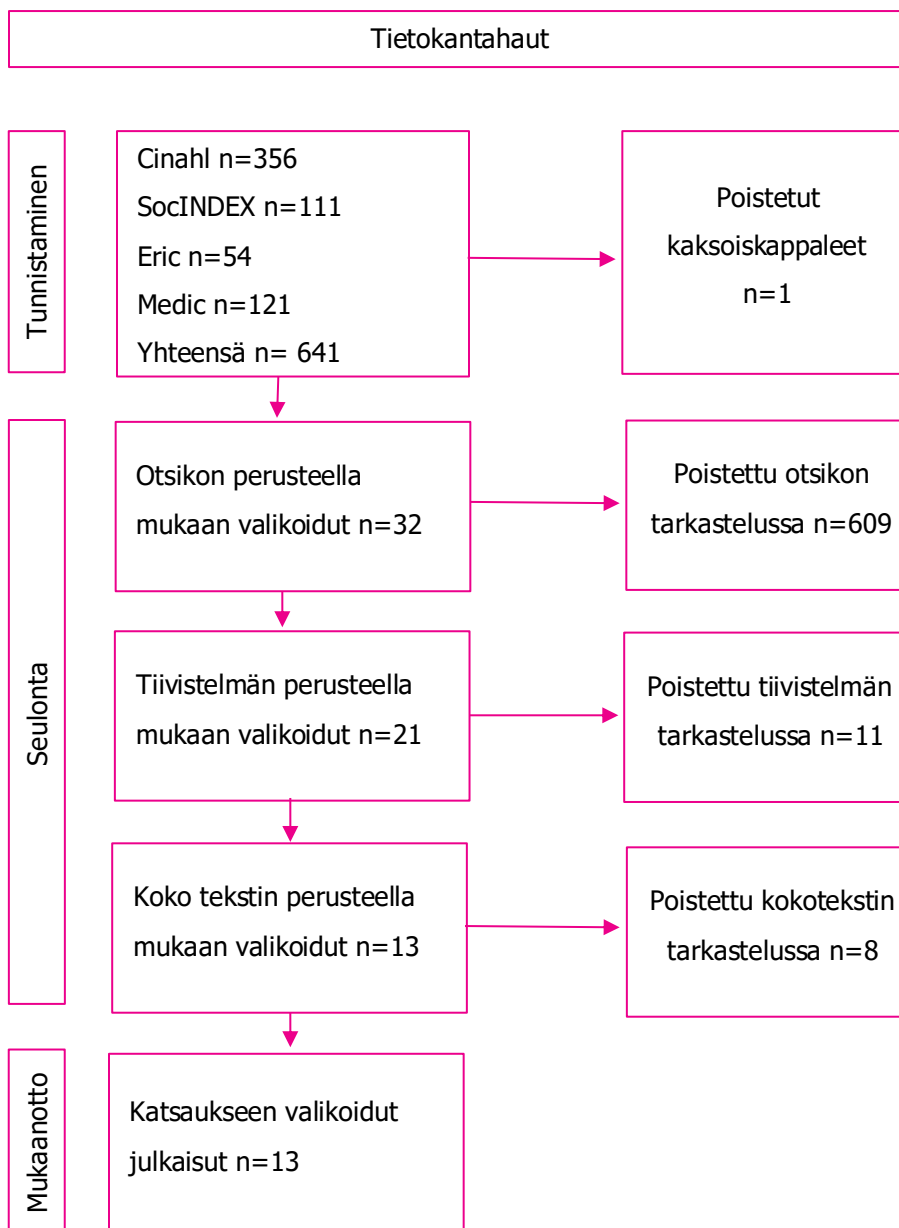 Tietokantahaut
Tunnistaminen
Cinahl n=356
SocINDEX n=111
Eric n=54
Medic n=121
Yhteensä n= 641
Poistetut
kaksoiskappaleet
n=1
Seulonta
Otsikon perusteella
mukaan valikoidut n=32
Poistettu otsikon
tarkastelussa n=609
Tiivistelmän perusteella
mukaan valikoidut n=21
Poistettu tiivistelmän
tarkastelussa n=11
Koko tekstin perusteella
mukaan valikoidut n=13
Poistettu kokotekstin
tarkastelussa n=8
Mukaanotto
Katsaukseen valikoidut
julkaisut n=13